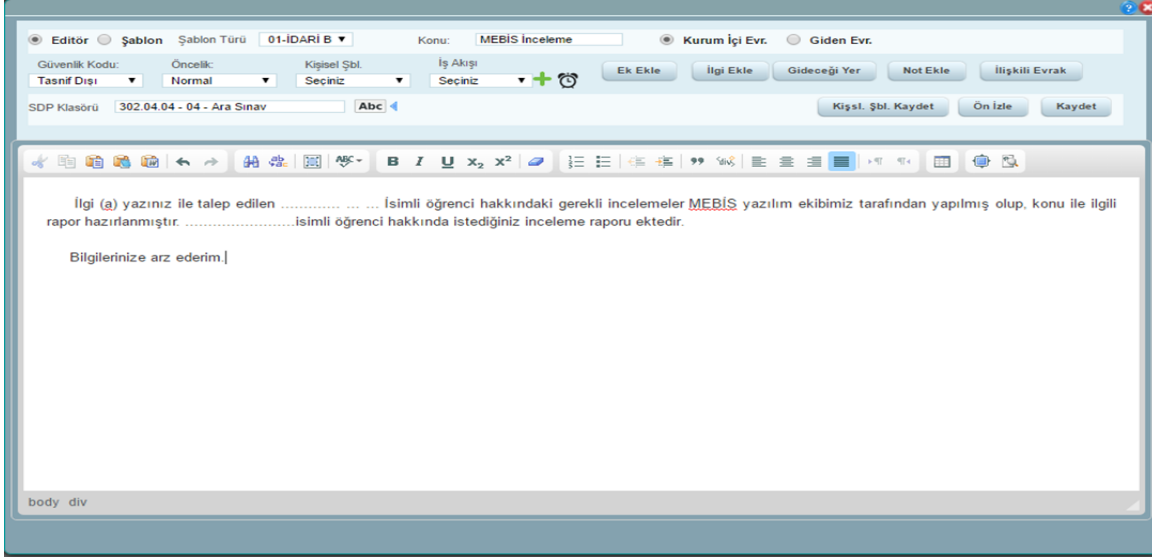 Editör Şablon Şablon Türü 01-İDARİ B Konu: MEBİS İnceleme Kurum İçi Evr. Giden Evr.
Güvenlik Kodu: Öncelik: Kişisel Şbl. İş Akışı
Tasnif Dışı Normal Seçiniz Seçiniz Ek Ekle İlgi Ekle Gideceği Yer Not Ekle İlişkili Evrak
SDP Klasörü 302.04.04 - 04 - Ara Sınav Abc Kişsl. Şbl. Kaydet Ön İzle Kaydet
İlgi (a) yazınız ile talep edilen ............. ... ... İsimli öğrenci hakkındaki gerekli incelemeler MEBİS yazılım ekibimiz tarafından yapılmış olup, konu ile ilgili
rapor hazırlanmıştır. ........................isimli öğrenci hakkında istediğiniz inceleme raporu ektedir.
Bilgilerinize arz ederim.
body div